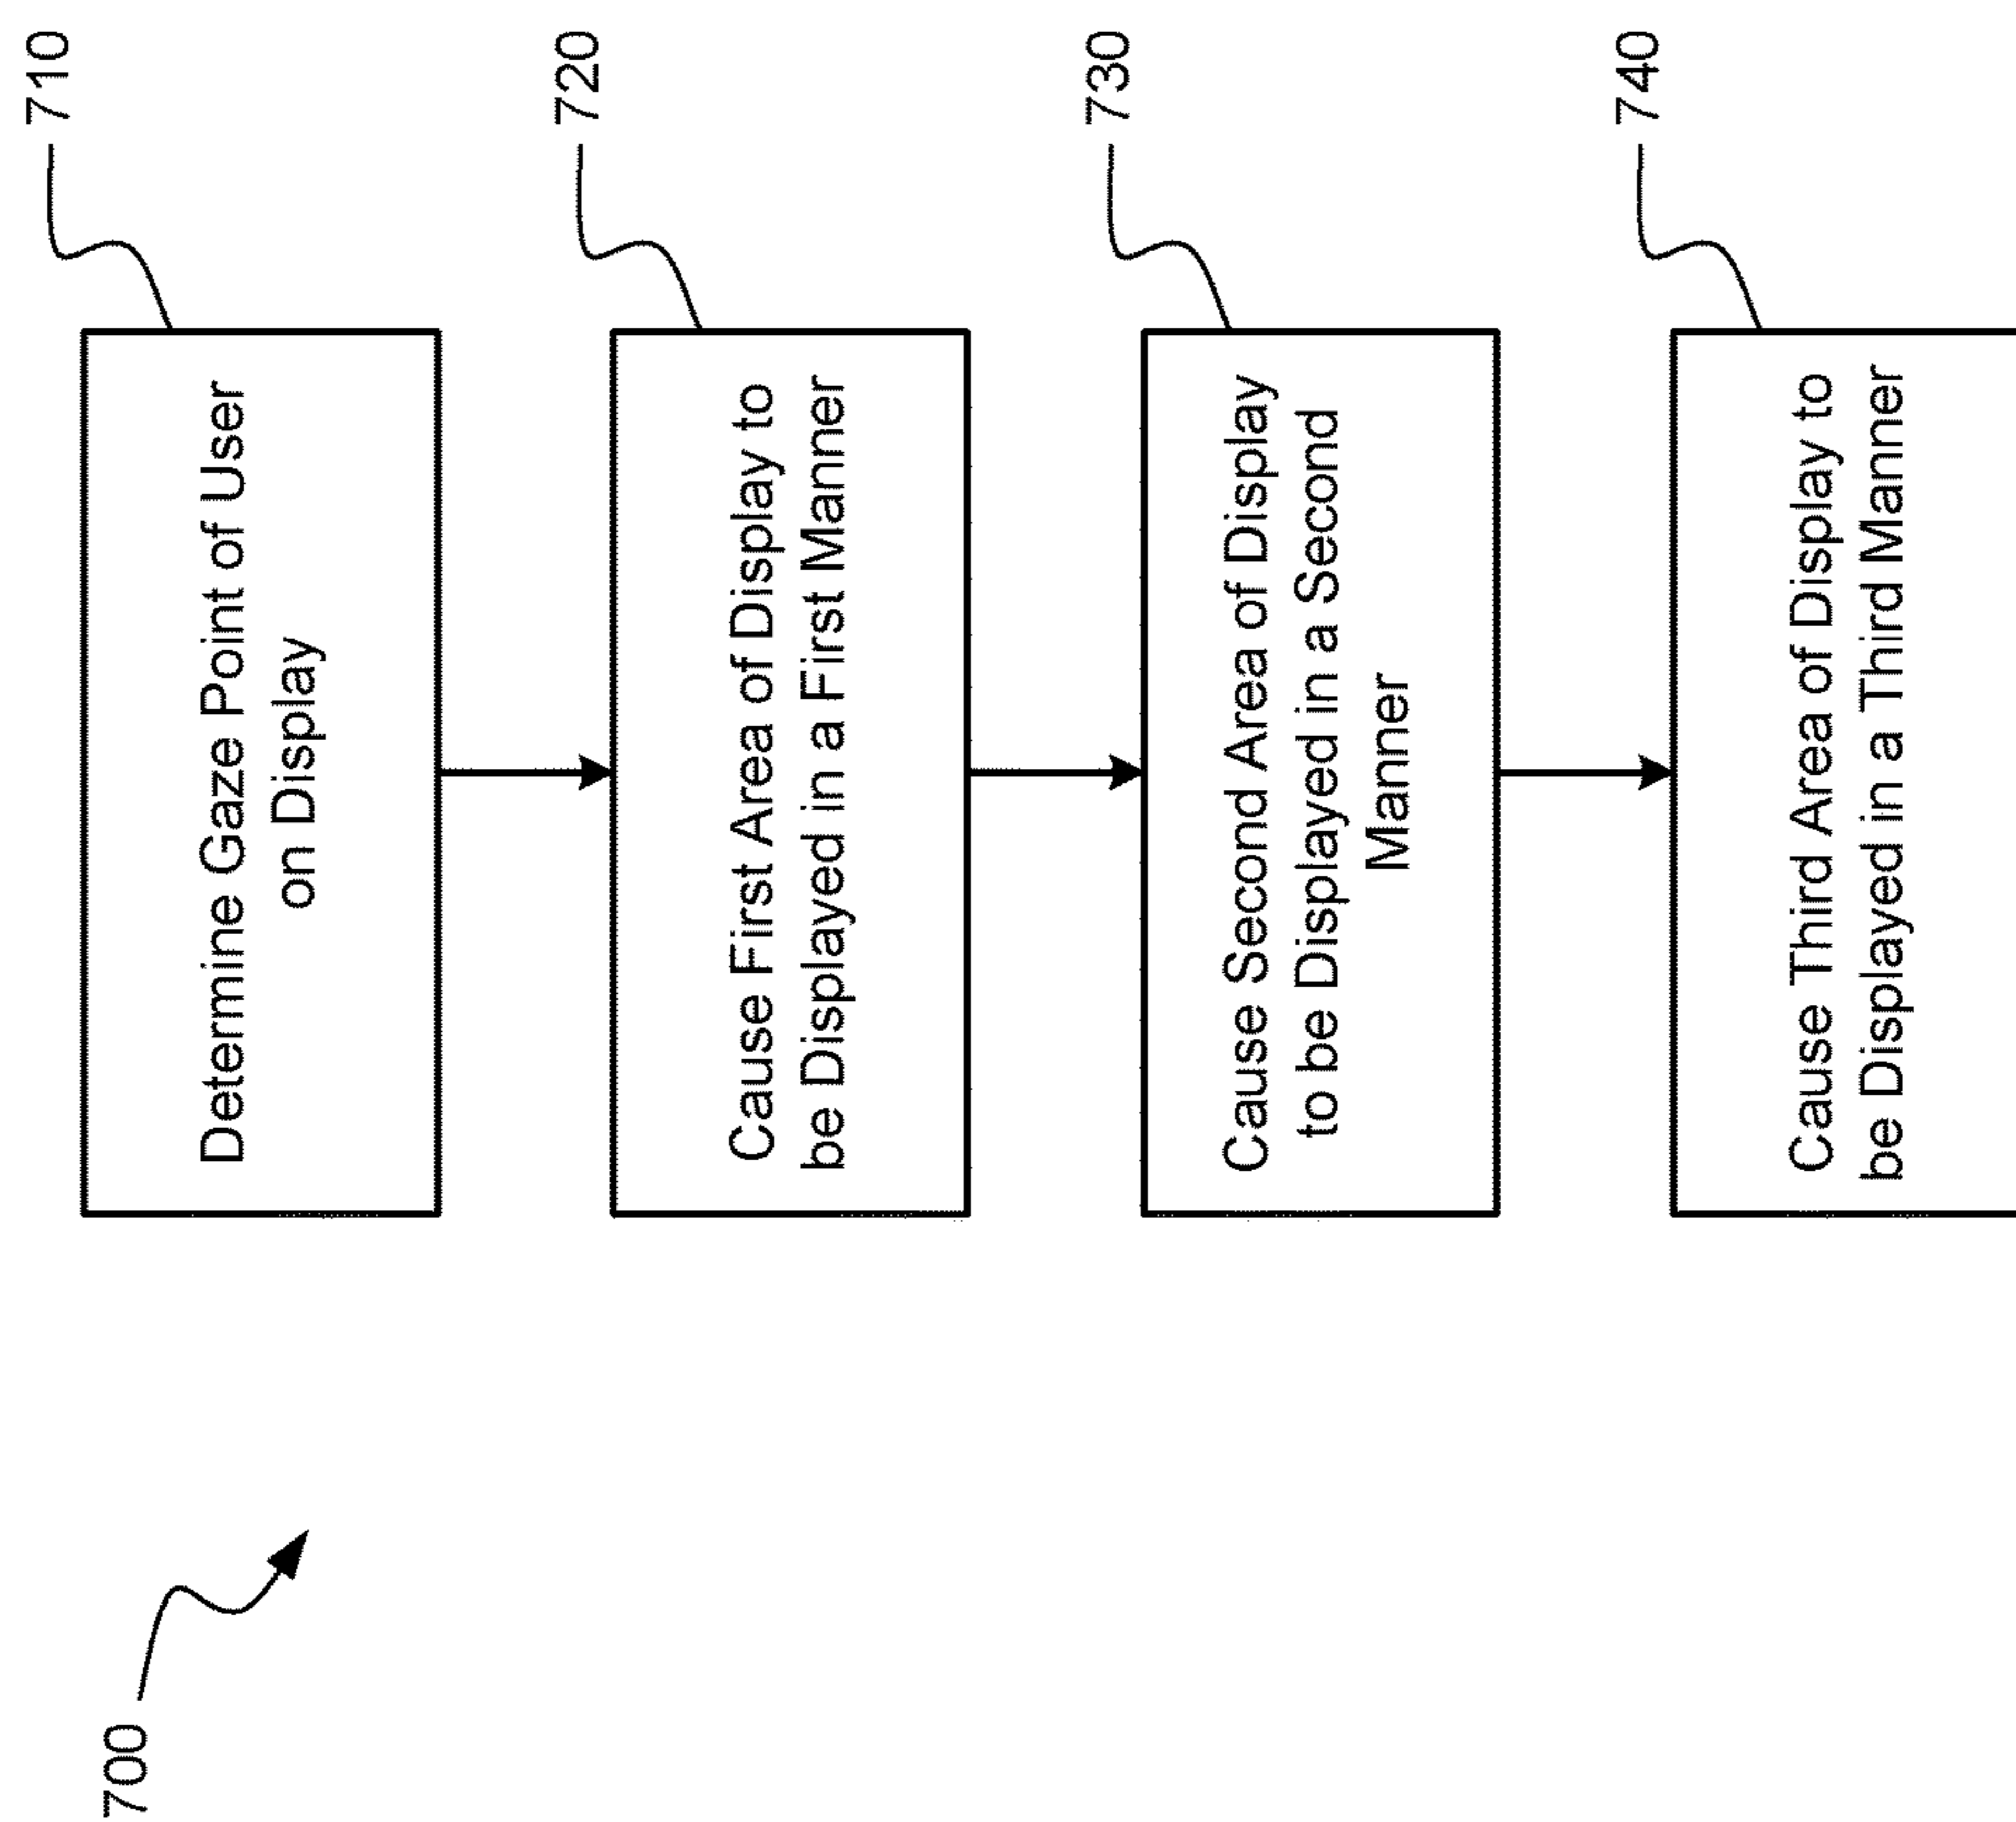 700
710
Determine Gaze Point of User
on Display
720
Cause First Area of Display to
be Displayed in a First Manner
730
Cause Second Area of Display
to be Displayed in a Second
Manner
740
Cause Third Area of Display to
be Displayed in a Third Manner